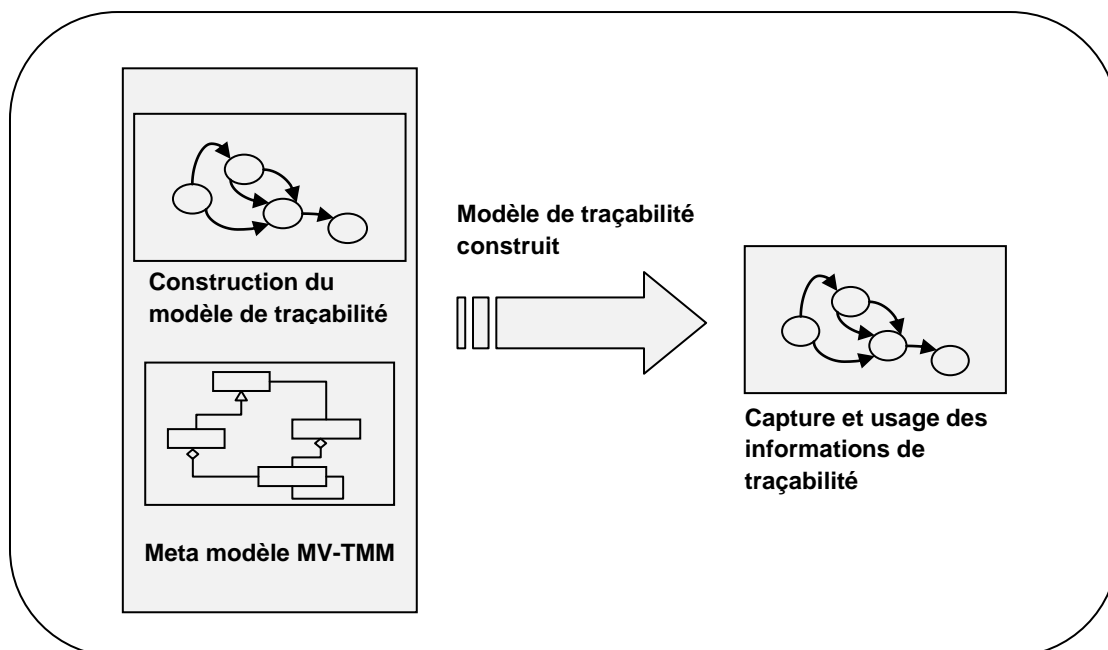 Construction du
modèle de traçabilité
Meta modèle MV-TMM
Modèle de traçabilité
construit
Capture et usage des
informations de
traçabilité